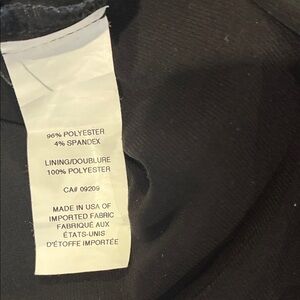 96% POLYESTER
4% SPANDEX
LINING/DOUBLURE
100% POLYESTER
CA# 09209
MADE IN USA OF
IMPORTED FABRIC
FABRIQUÉ AUX
ÉTATS-UNIS
D'ÉTOFFE IMPORTÉE